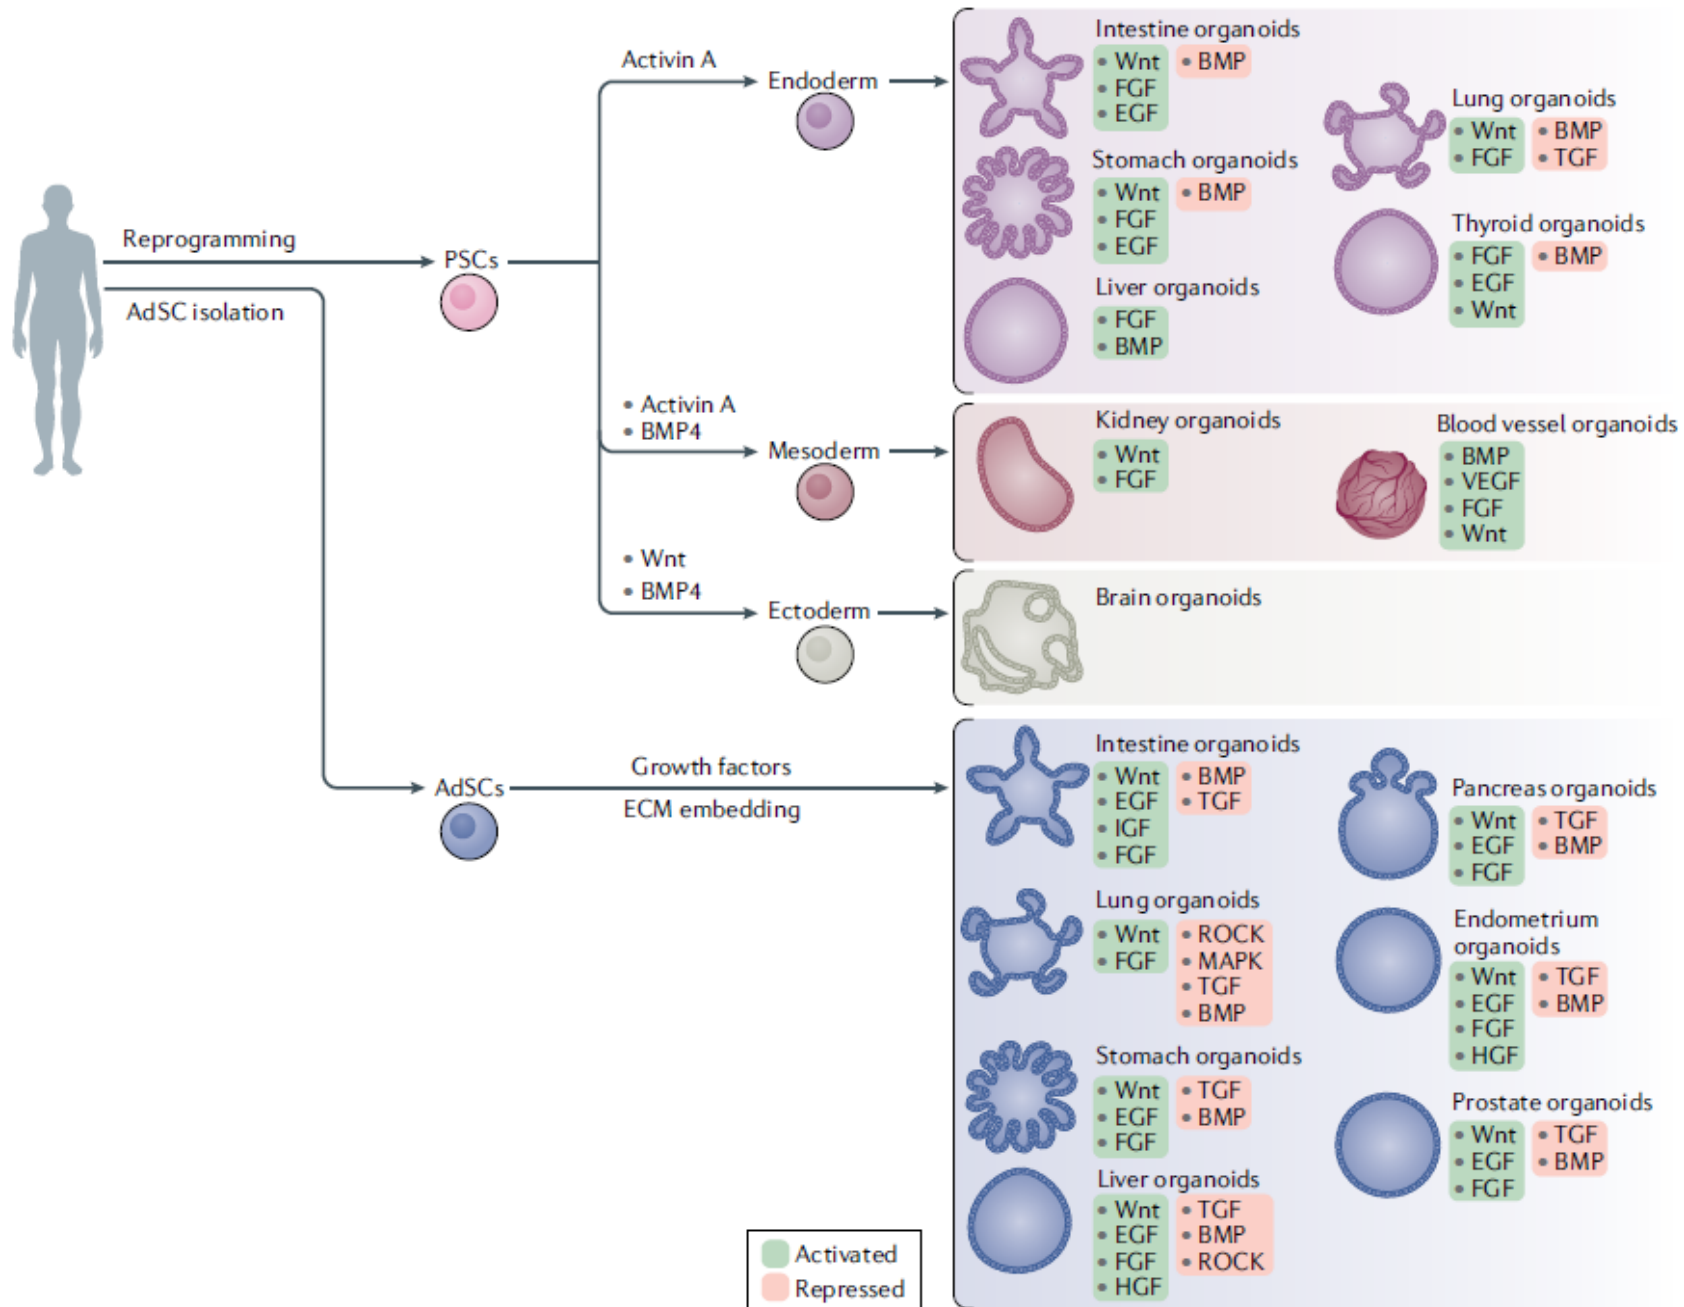 Reprogramming
AdSC isolation
PSCs
Activin A
Endoderm
Intestine organoids
• Wnt
• FGF
• EGF
• BMP
Stomach organoids
• Wnt
• FGF
• EGF
• BMP
Liver organoids
• FGF
• BMP
Lung organoids
• Wnt
• FGF
• BMP
• TGF
Thyroid organoids
• FGF
• EGF
• Wnt
• BMP
• Activin A
• BMP4
Mesoderm
Kidney organoids
• Wnt
• FGF
Blood vessel organoids
• BMP
• VEGF
• FGF
• Wnt
• Wnt
• BMP4
Ectoderm
Brain organoids
AdSCs
Growth factors
ECM embedding
Intestine organoids
• Wnt
• EGF
• IGF
• FGF
• BMP
• TGF
Lung organoids
• Wnt
• FGF
• ROCK
• MAPK
• TGF
• BMP
Stomach organoids
• Wnt
• EGF
• FGF
• TGF
• BMP
Liver organoids
• Wnt
• EGF
• FGF
• HGF
• TGF
• BMP
• ROCK
Pancreas organoids
• Wnt
• EGF
• FGF
• TGF
• BMP
Endometrium
organoids
• Wnt
• EGF
• FGF
• HGF
• TGF
• BMP
Prostate organoids
• Wnt
• EGF
• FGF
• TGF
• BMP
Activated
Repressed